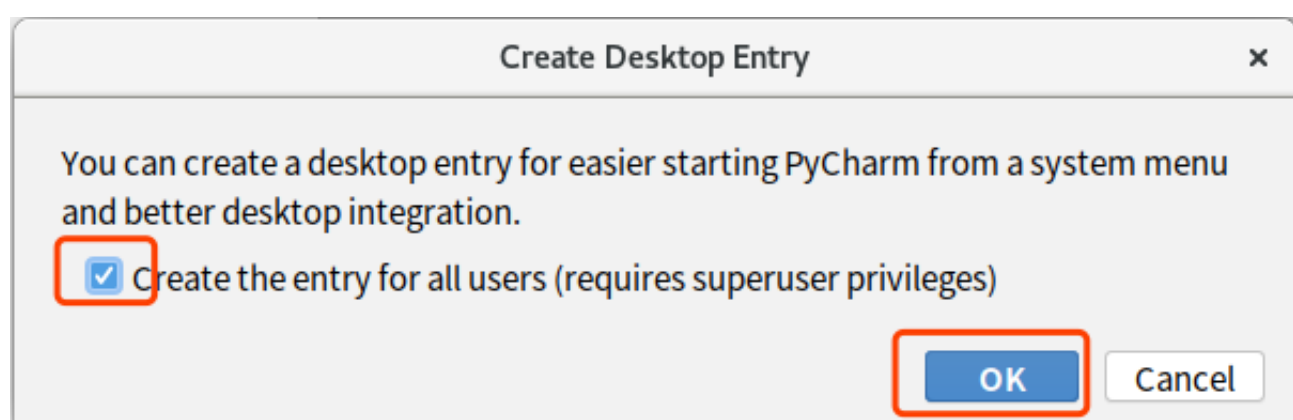 Create Desktop Entry
You can create a desktop entry for easier starting PyCharm from a system menu
and better desktop integration.
Create the entry for all users (requires superuser privileges)
OK Cancel